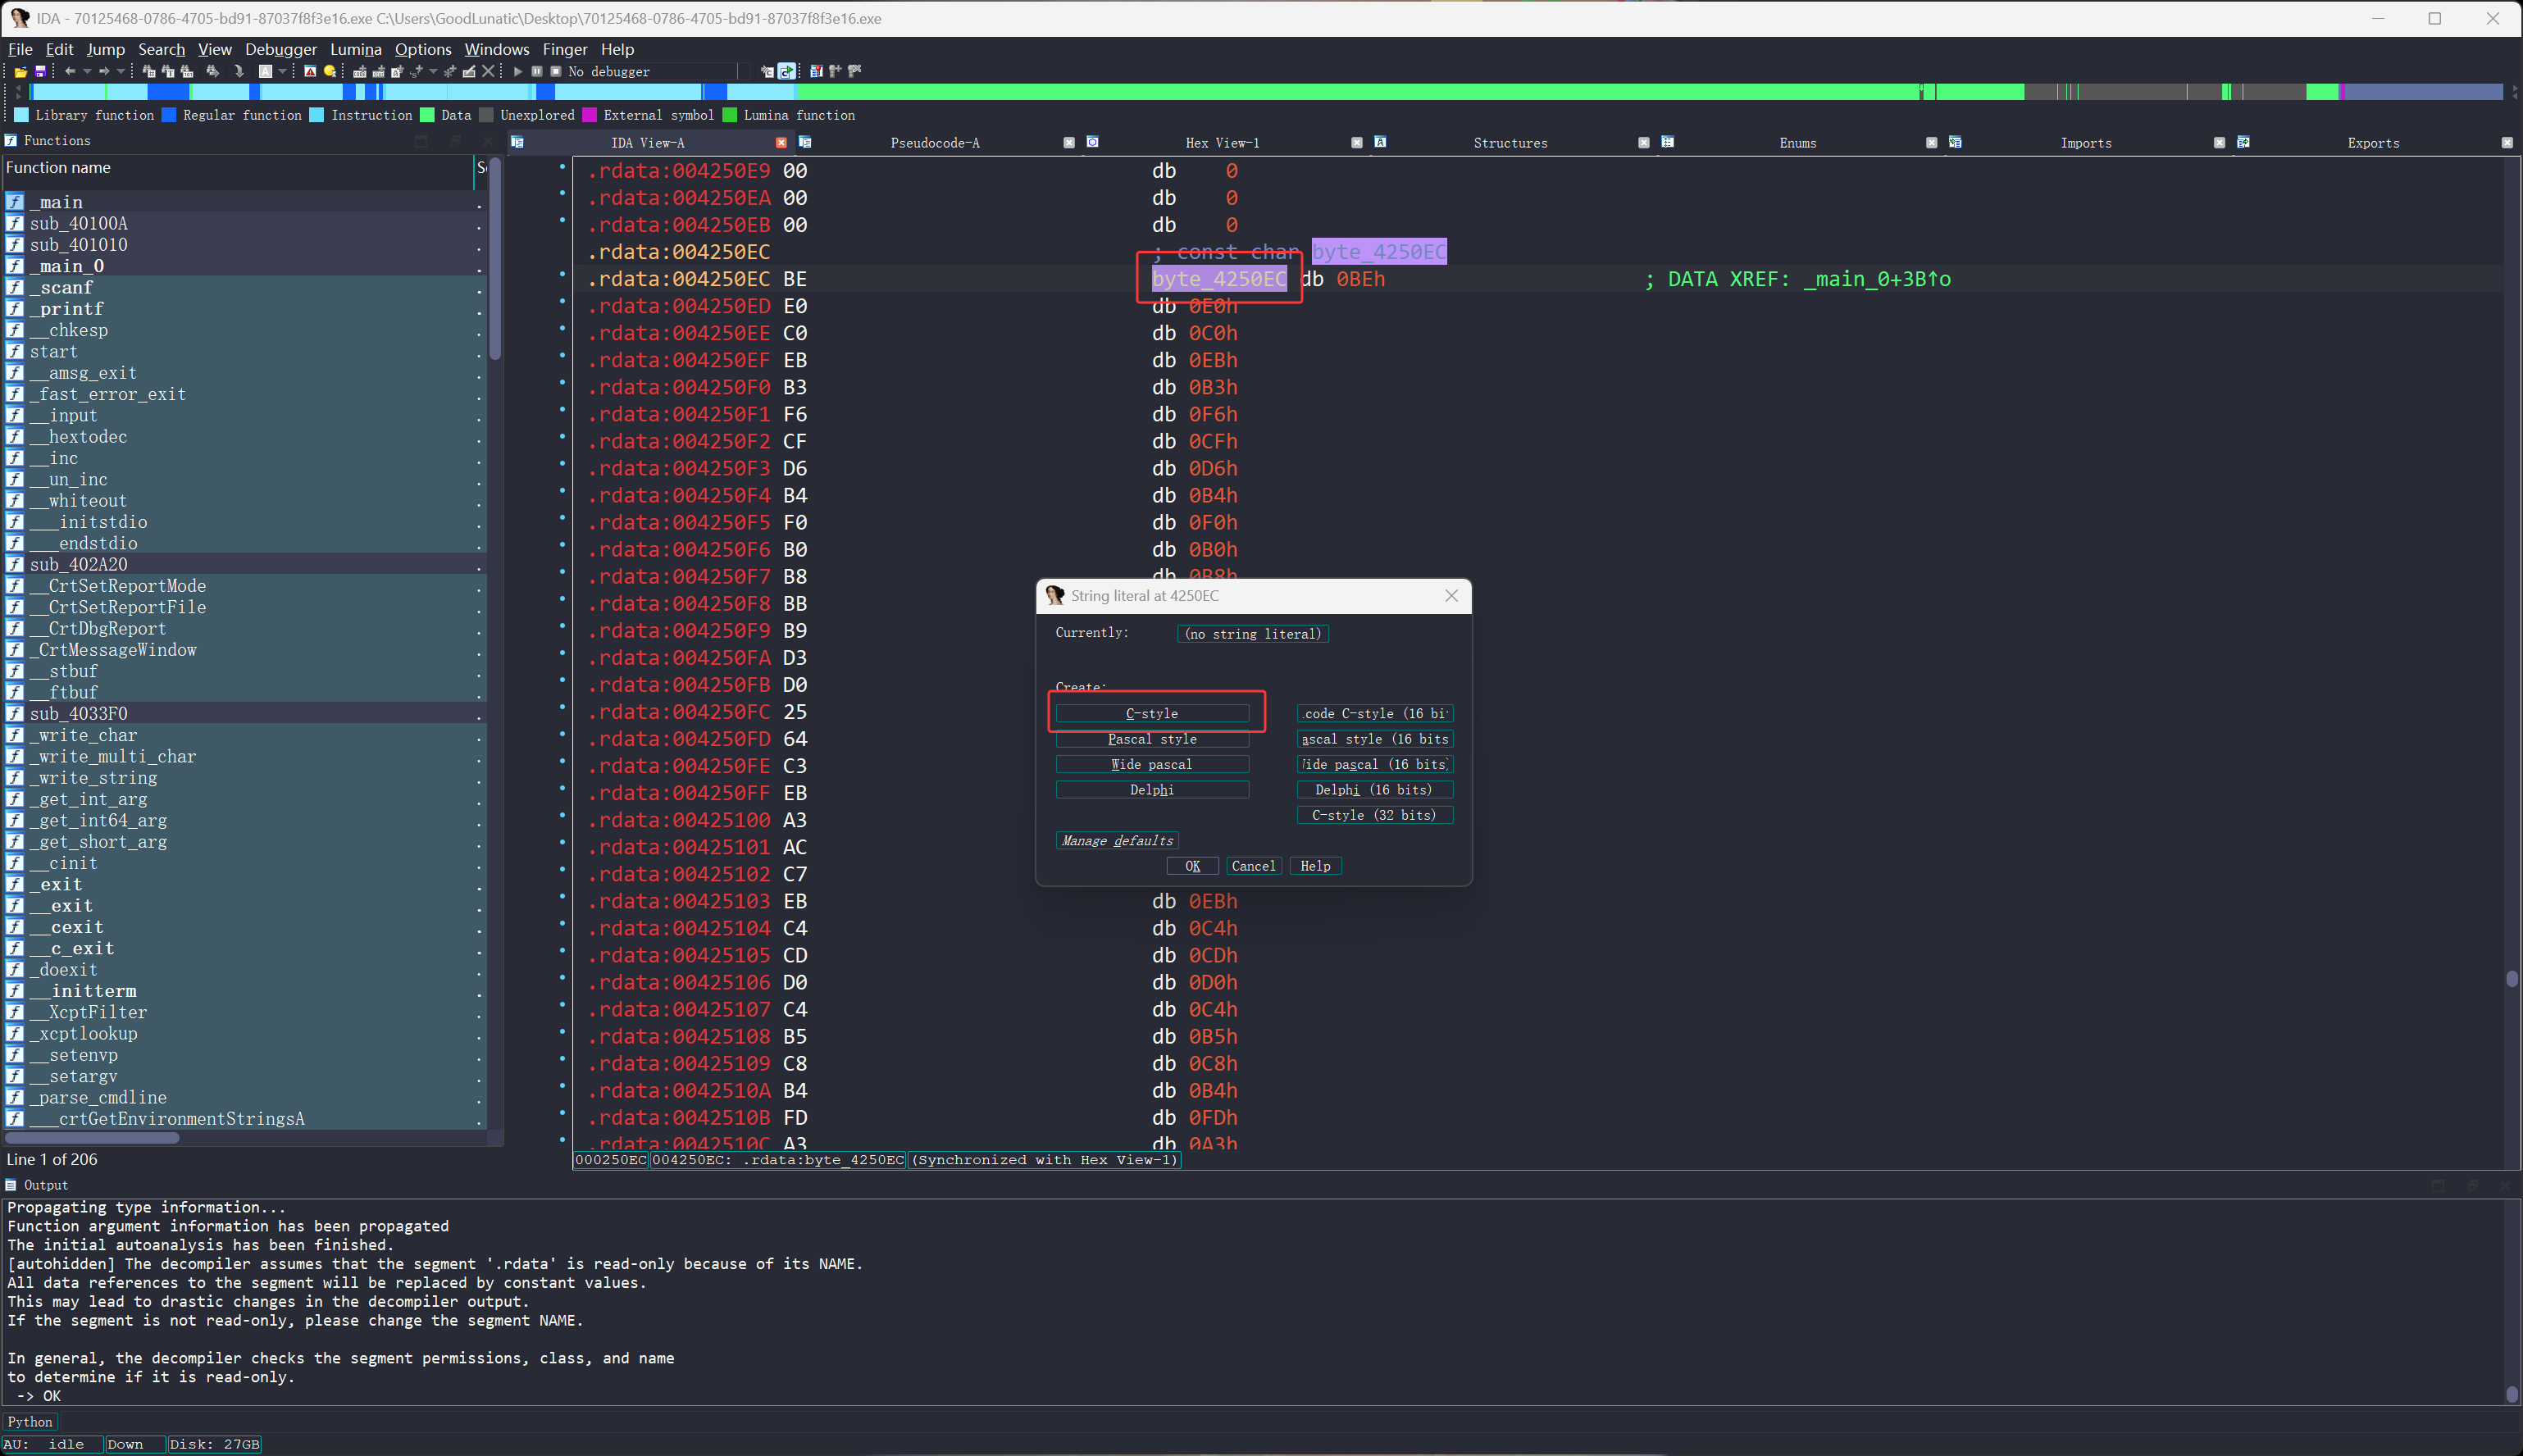 IDA - 70125468-0786-4705-bd91-87037f8f3e16.exe C:\Users\GoodLunatic\Desktop\70125468-0786-4705-bd91-87037f8f3e16.exe
File Edit Jump Search View Debugger Lumina Options Windows Finger Help
No debugger
Library function Regular function Instruction Data Unexplored External symbol Lumina function
Functions
Function name
_main
sub_40100A
sub_401010
_main_0
_scanf
_printf
__chkesp
start
__amsg_exit
_fast_error_exit
__input
__hextodec
__inc
__un_inc
__whiteout
___initstdio
___endstdio
sub_402A20
__CrtSetReportMode
__CrtSetReportFile
__CrtDbgReport
_CrtMessageWindow
__stbuf
__ftbuf
sub_4033F0
_write_char
_write_multi_char
_write_string
_get_int_arg
_get_int64_arg
_get_short_arg
__cinit
_exit
__exit
__cexit
__c_exit
_doexit
__initterm
__XcptFilter
_xcptlookup
__setenvp
__setargv
_parse_cmdline
___crtGetEnvironmentStringsA
Line 1 of 206
IDA View-A Pseudocode-A Hex View-1 Structures Enums Imports Exports
.rdata:004250E9 00 db 0
.rdata:004250EA 00 db 0
.rdata:004250EB 00 db 0
.rdata:004250EC ; const char byte_4250EC
.rdata:004250EC BE byte_4250EC db 0BEh ; DATA XREF: _main_0+3B↑o
.rdata:004250ED E0 db 0E0h
.rdata:004250EE C0 db 0C0h
.rdata:004250EF EB db 0EBh
.rdata:004250F0 B3 db 0B3h
.rdata:004250F1 F6 db 0F6h
.rdata:004250F2 CF db 0CFh
.rdata:004250F3 D6 db 0D6h
.rdata:004250F4 B4 db 0B4h
.rdata:004250F5 F0 db 0F0h
.rdata:004250F6 B0 db 0B0h
.rdata:004250F7 B8 db 0B8h
.rdata:004250F8 BB
.rdata:004250F9 B9
.rdata:004250FA D3
.rdata:004250FB D0
.rdata:004250FC 25
.rdata:004250FD 64
.rdata:004250FE C3
.rdata:004250FF EB
.rdata:00425100 A3
.rdata:00425101 AC
.rdata:00425102 C7
.rdata:00425103 EB db 0EBh
.rdata:00425104 C4 db 0C4h
.rdata:00425105 CD db 0CDh
.rdata:00425106 D0 db 0D0h
.rdata:00425107 C4 db 0C4h
.rdata:00425108 B5 db 0B5h
.rdata:00425109 C8 db 0C8h
.rdata:0042510A B4 db 0B4h
.rdata:0042510B FD db 0FDh
.rdata:0042510C A3 db 0A3h
000250EC 004250EC: .rdata:byte_4250EC (Synchronized with Hex View-1)
String literal at 4250EC
Currently: (no string literal)
Create:
C-style .code C-style (16 bi
Pascal style ascal style (16 bits
Wide pascal ide pascal (16 bits)
Delphi Delphi (16 bits)
C-style (32 bits)
Manage defaults
OK Cancel Help
Output
Propagating type information...
Function argument information has been propagated
The initial autoanalysis has been finished.
[autohidden] The decompiler assumes that the segment '.rdata' is read-only because of its NAME.
All data references to the segment will be replaced by constant values.
This may lead to drastic changes in the decompiler output.
If the segment is not read-only, please change the segment NAME.
In general, the decompiler checks the segment permissions, class, and name
to determine if it is read-only.
-> OK
Python
AU: idle Down Disk: 27GB